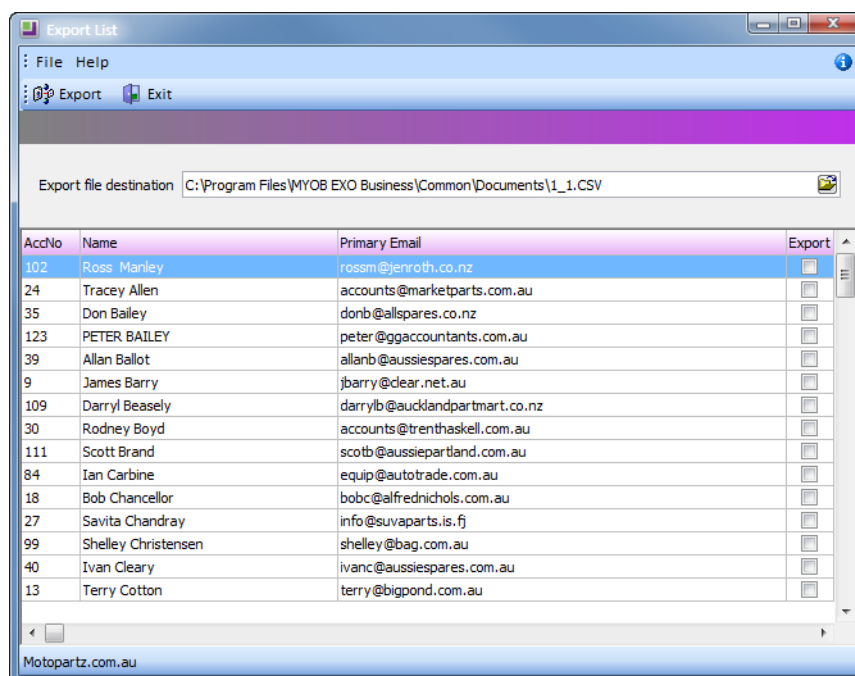 Export List
File Help
Export Exit
Export file destination C:\Program Files\MYOB EXO Business\Common\Documents\1_1.CSV
AccNo Name Primary Email Export
102 Ross Manley rossm@jenroth.co.nz
24 Tracey Allen accounts@marketparts.com.au
35 Don Bailey donb@allspares.co.nz
123 PETER BAILEY peter@ggaccountants.com.au
39 Allan Ballot allanb@aussiespares.com.au
9 James Barry jbarry@clear.net.au
109 Darryl Beasely darrylb@aucklandpartmart.co.nz
30 Rodney Boyd accounts@trenthaskell.com.au
111 Scott Brand scotb@aussiepartland.com.au
84 Ian Carbine equip@autotrade.com.au
18 Bob Chancellor bobc@alfrednichols.com.au
27 Savita Chandray info@suvaparts.is.fj
99 Shelley Christensen shelley@bag.com.au
40 Ivan Cleary ivanc@aussiespares.com.au
13 Terry Cotton terry@bigpond.com.au
Motopartz.com.au